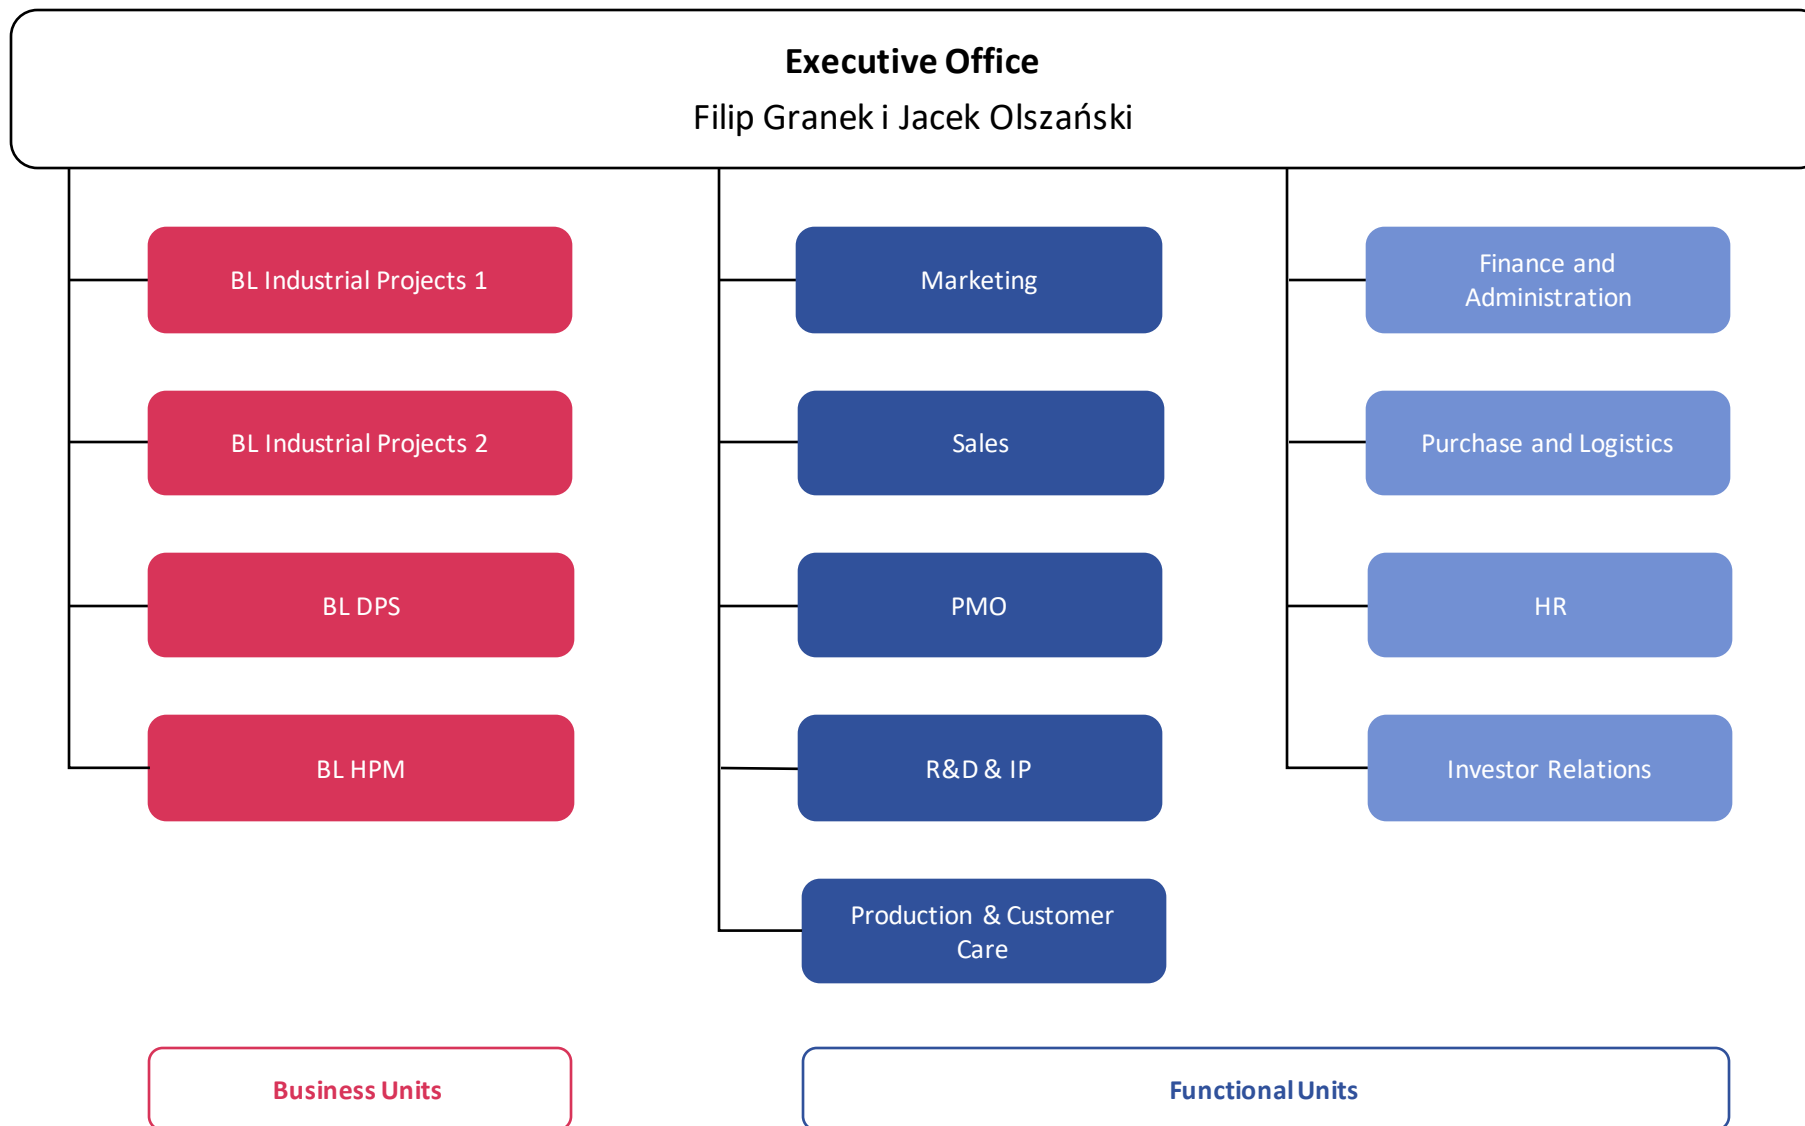 Executive Office
Filip Granek i Jacek Olszański
BL Industrial Projects 1
BL Industrial Projects 2
BL DPS
BL HPM
Marketing
Sales
PMO
R&D & IP
Production & Customer
Care
Finance and
Administration
Purchase and Logistics
HR
Investor Relations
Business Units
Functional Units